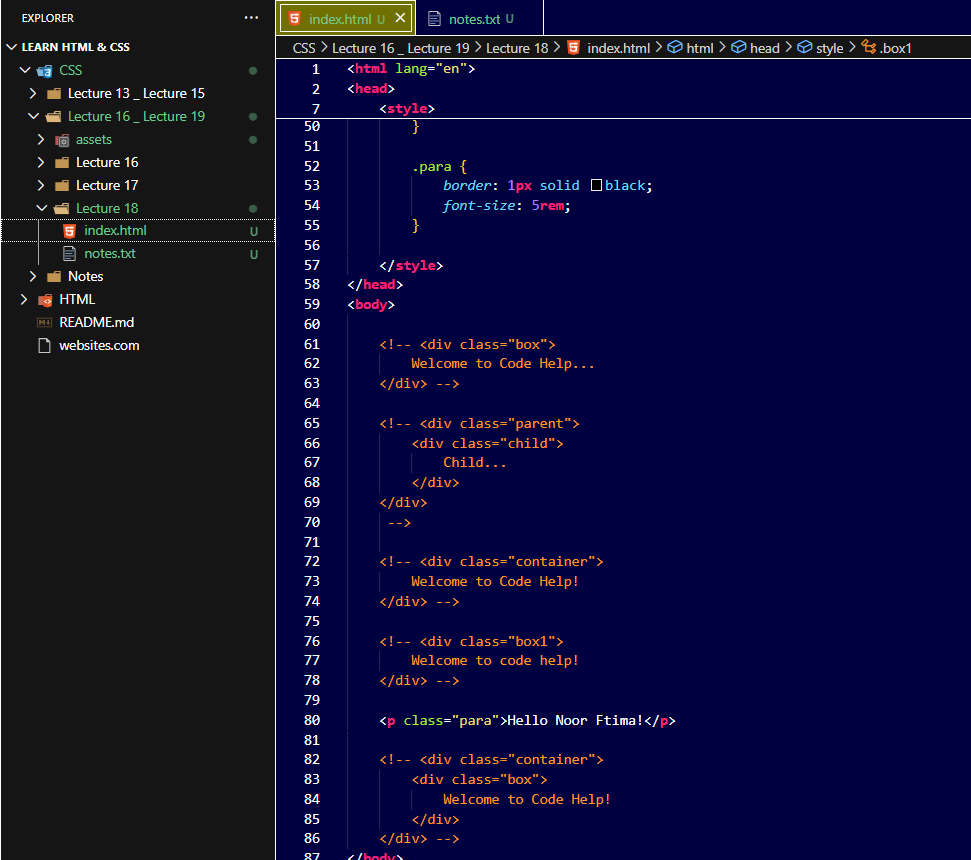 EXPLORER ...
LEARN HTML & CSS
CSS
Lecture 13 _ Lecture 15
Lecture 16 _ Lecture 19
assets
Lecture 16
Lecture 17
Lecture 18
index.html U
notes.txt U
Notes
HTML
README.md
websites.com
index.html U × notes.txt U
CSS > Lecture 16 _ Lecture 19 > Lecture 18 > index.html > html > head > style > .box1
1 <html lang="en">
2 <head>
7 <style>
50 }
51
52 .para {
53 border: 1px solid black;
54 font-size: 5rem;
55 }
56
57 </style>
58 </head>
59 <body>
60
61 <!-- <div class="box">
62 Welcome to Code Help...
63 </div> -->
64
65 <!-- <div class="parent">
66 <div class="child">
67 Child...
68 </div>
69 </div>
70 -->
71
72 <!-- <div class="container">
73 Welcome to Code Help!
74 </div> -->
75
76 <!-- <div class="box1">
77 Welcome to code help!
78 </div> -->
79
80 <p class="para">Hello Noor Ftima!</p>
81
82 <!-- <div class="container">
83 <div class="box">
84 Welcome to Code Help!
85 </div>
86 </div> -->
87 </body>